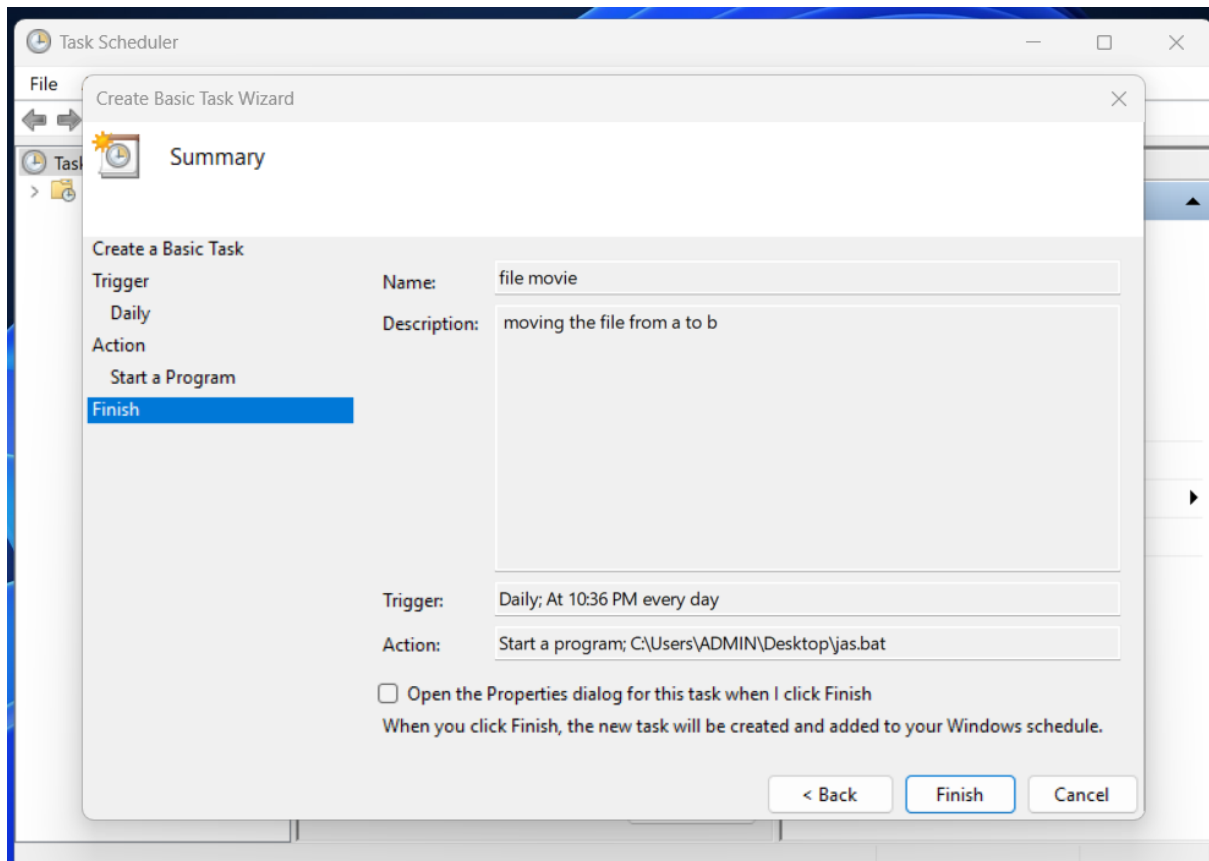 Task Scheduler
File
Create Basic Task Wizard
Summary
Create a Basic Task
Trigger
Daily
Action
Start a Program
Finish
Name:
file movie
Description:
moving the file from a to b
Trigger:
Daily; At 10:36 PM every day
Action:
Start a program; C:\Users\ADMIN\Desktop\jas.bat
Open the Properties dialog for this task when I click Finish
When you click Finish, the new task will be created and added to your Windows schedule.
< Back
Finish
Cancel